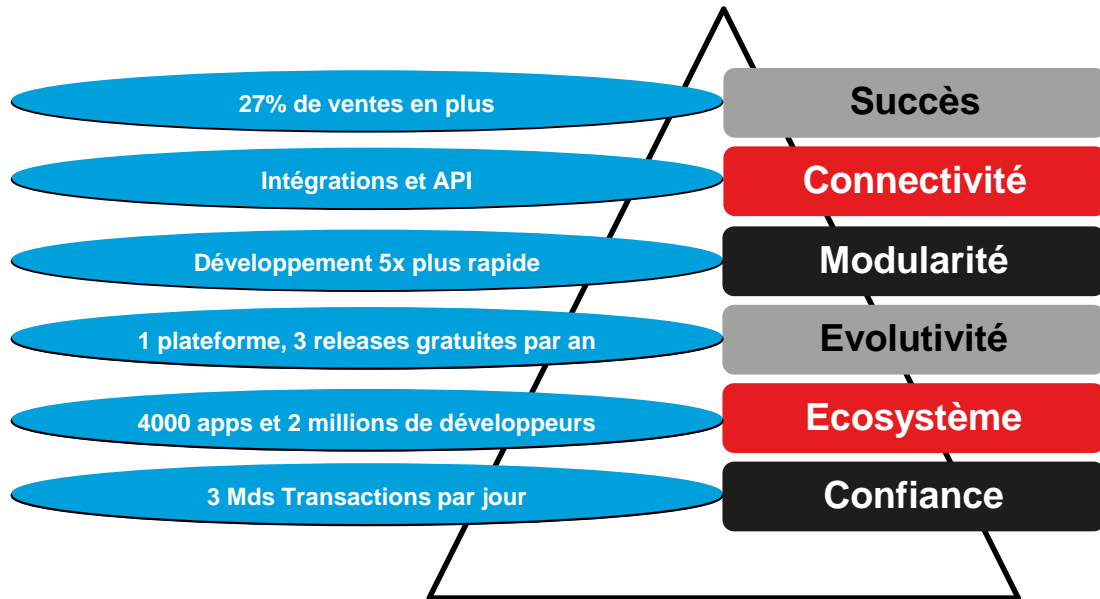 27% de ventes en plus
Succès
Intégrations et API
Connectivité
Développement 5x plus rapide
Modularité
1 plateforme, 3 releases gratuites par an
Evolutivité
4000 apps et 2 millions de développeurs
Ecosystème
3 Mds Transactions par jour
Confiance